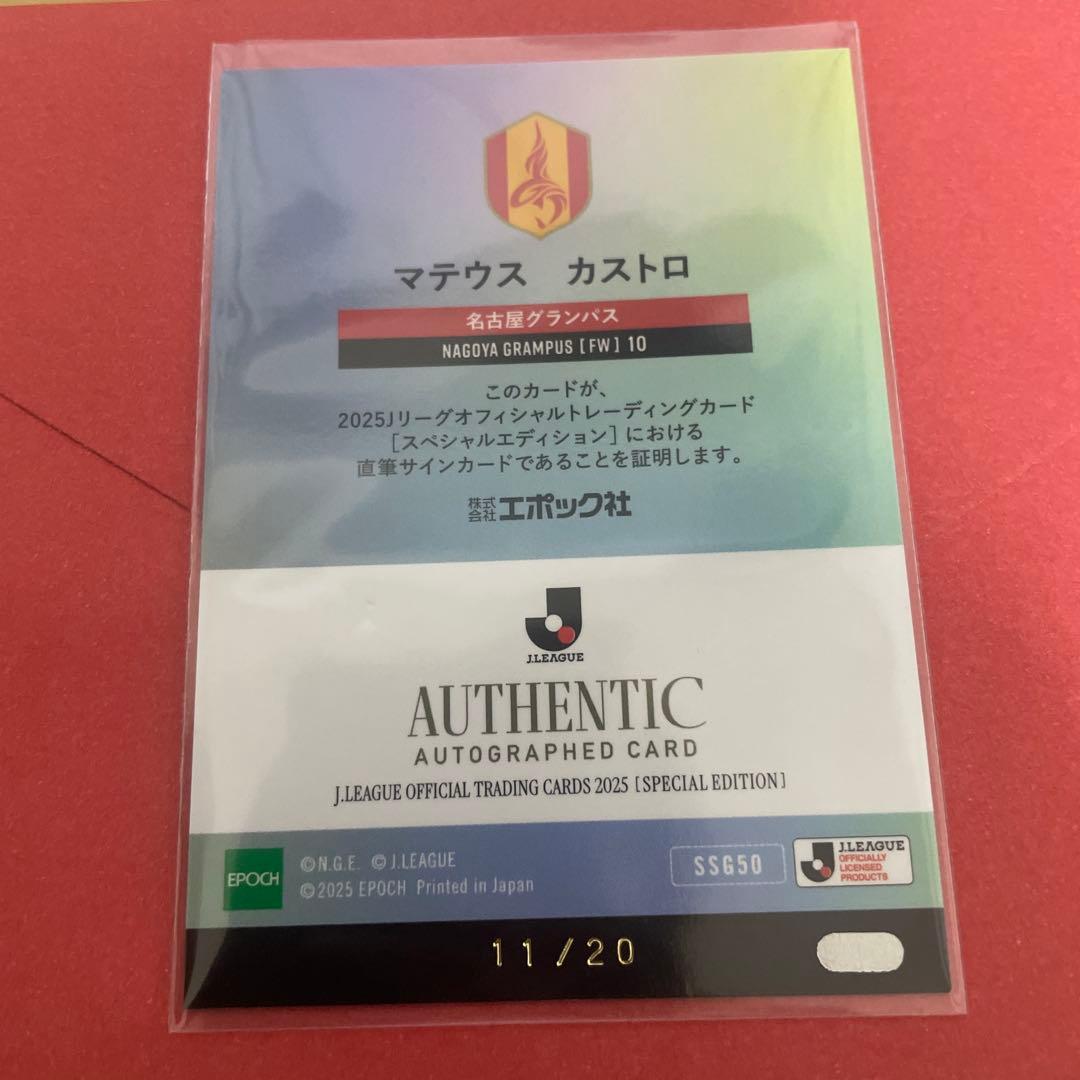 マテウス　カストロ
名古屋グランパス
NAGOYA GRAMPUS [FW] 10
このカードが、
2025Jリーグオフィシャルトレーディングカード
[スペシャルエディション] における
直筆サインカードであることを証明します。
株式会社エポック社
J.LEAGUE
AUTHENTIC
AUTOGRAPHED CARD
J.LEAGUE OFFICIAL TRADING CARDS 2025 [SPECIAL EDITION]
EPOCH
©N.G.E. ©J.LEAGUE
©2025 EPOCH Printed in Japan
SSG50
J.LEAGUE
OFFICIALLY
LICENSED
PRODUCTS
11/20